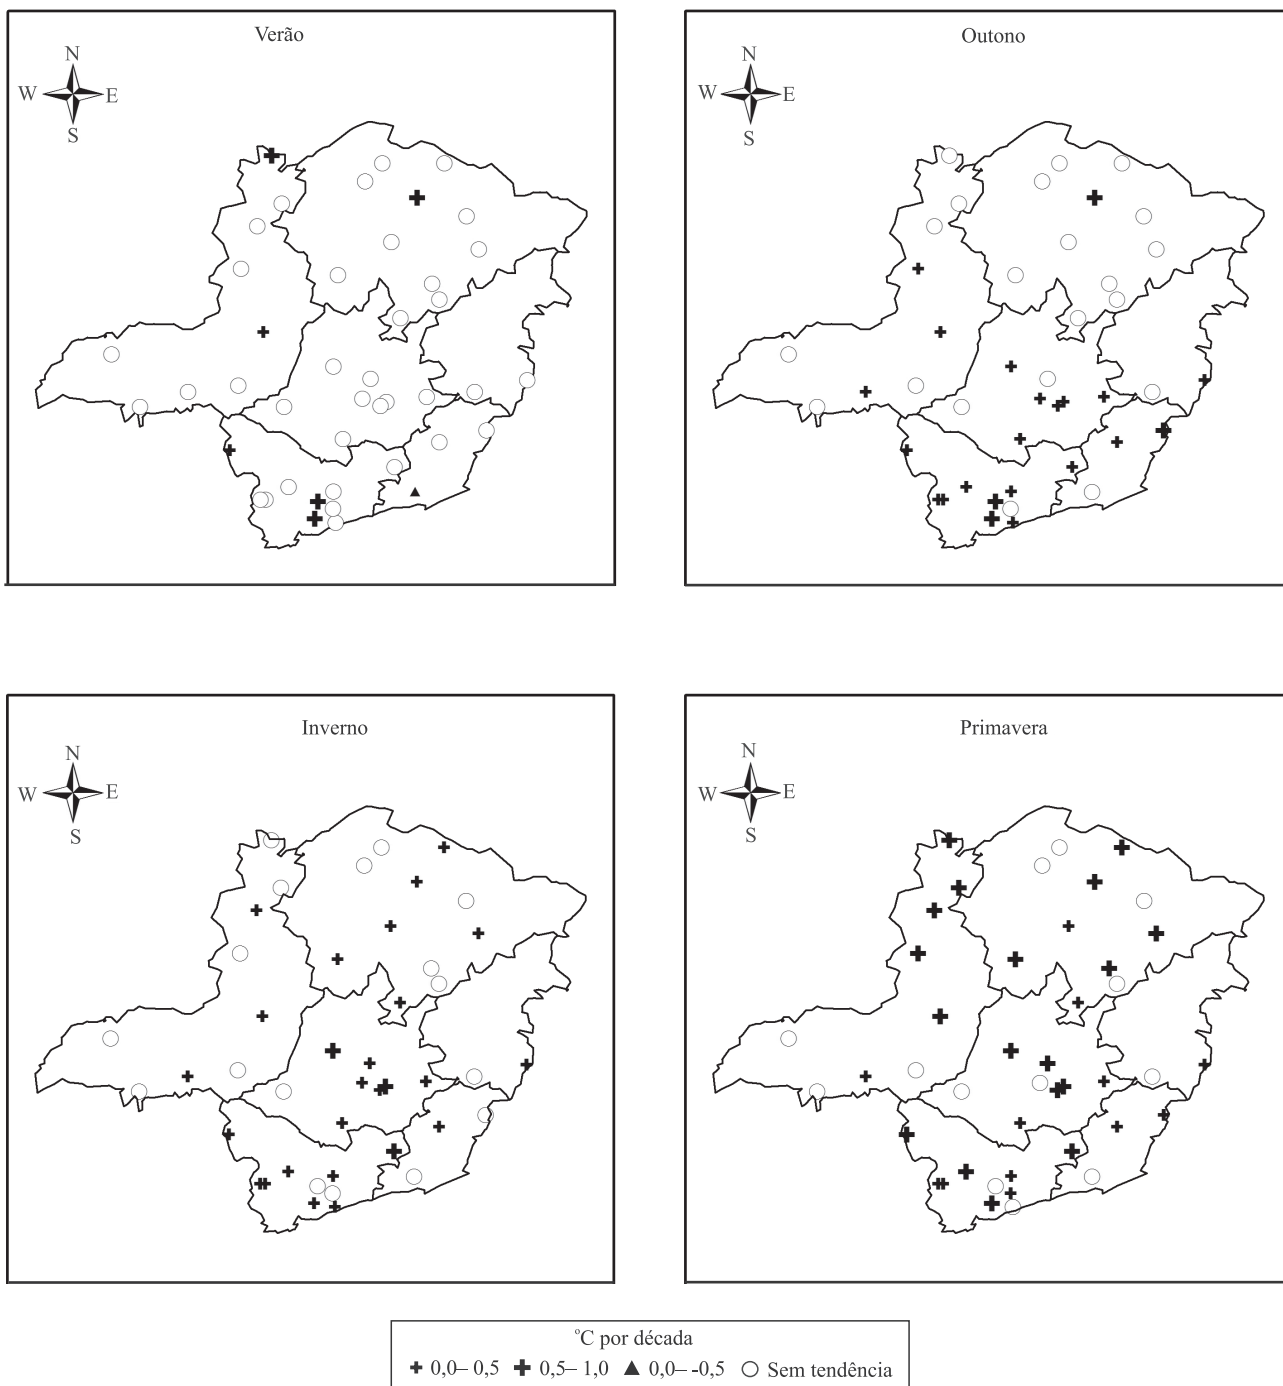 Verão
N
W E
S
Outono
N
W E
S
Inverno
N
W E
S
Primavera
N
W E
S
°C por década
0,0– 0,5 0,5– 1,0 0,0– -0,5 Sem tendência